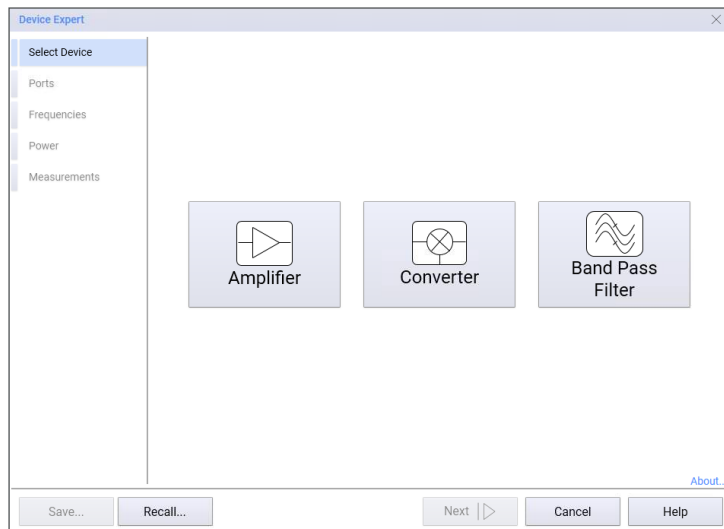 Device Expert
Select Device
Ports
Frequencies
Power
Measurements
Amplifier
Converter
Band Pass
Filter
About...
Save...
Recall...
Next
Cancel
Help